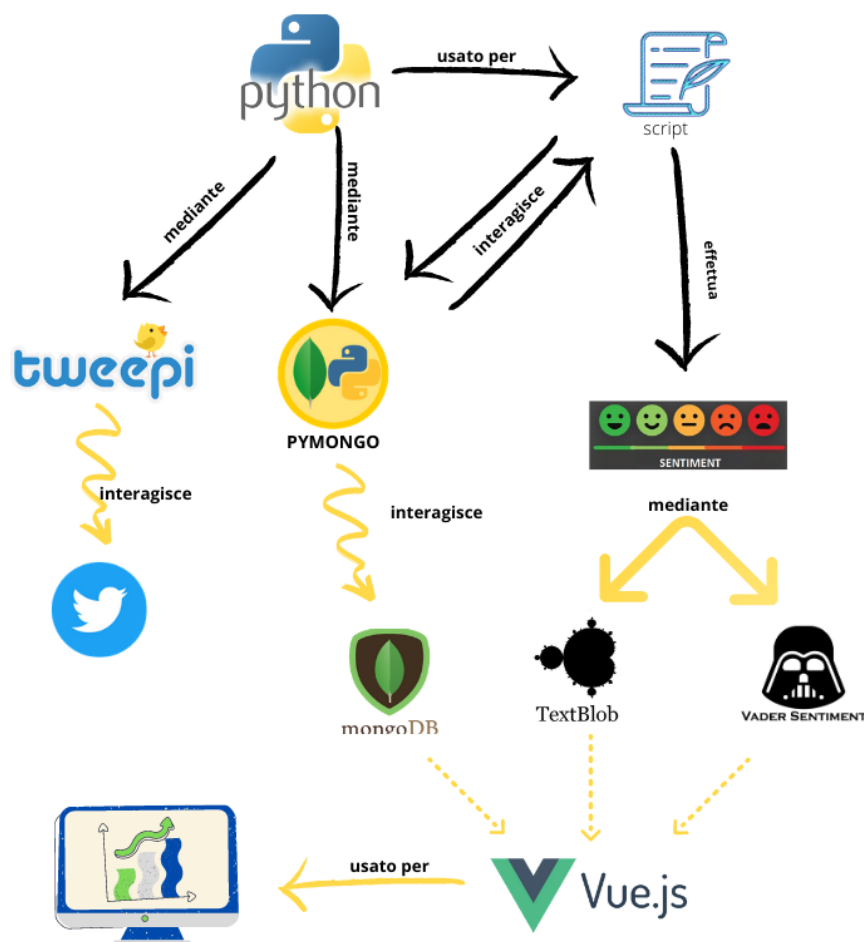 python
usato per
script
mediante
mediante
interagisce
effettua
tweepi
PYMONGO
SENTIMENT
interagisce
interagisce
mediante
mongoDB
TextBlob
VADER SENTIMENT
usato per
Vue.js